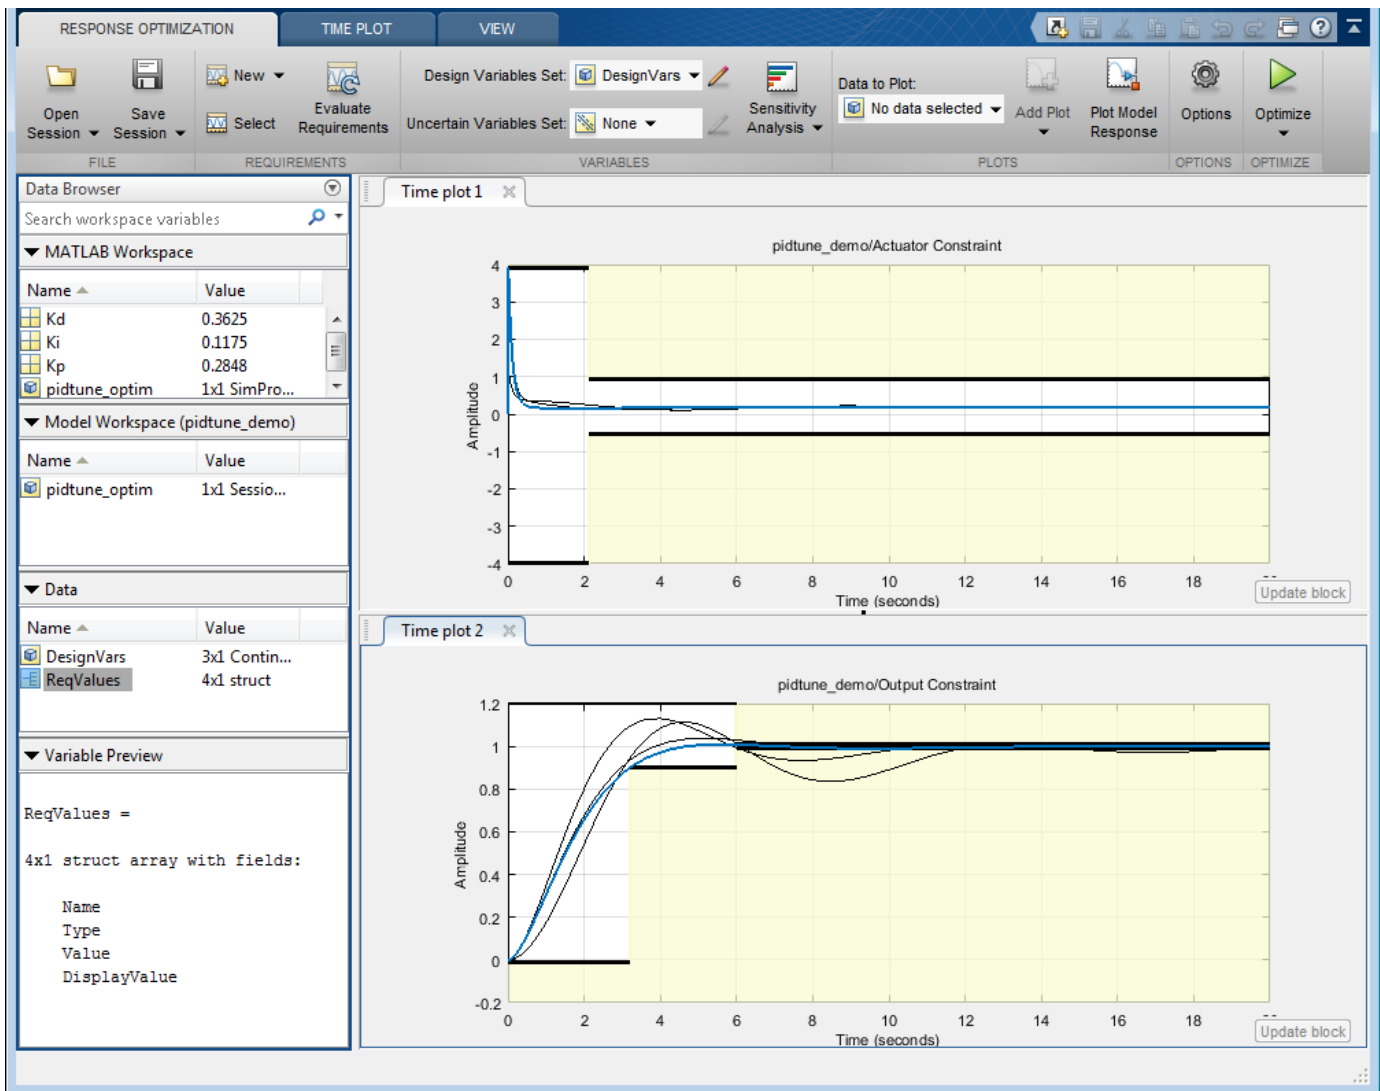 RESPONSE OPTIMIZATION TIME PLOT VIEW
Open Session Save Session
FILE
New
Select
Evaluate Requirements
REQUIREMENTS
Design Variables Set: DesignVars
Uncertain Variables Set: None
Sensitivity Analysis
VARIABLES
Data to Plot:
No data selected
Add Plot
Plot Model Response
PLOTS
Options
OPTIONS
Optimize
OPTIMIZE
Data Browser
Search workspace variables
MATLAB Workspace
Name Value
Kd 0.3625
Ki 0.1175
Kp 0.2848
pidtune_optim 1x1 SimPro...
Model Workspace (pidtune_demo)
Name Value
pidtune_optim 1x1 Sessio...
Data
Name Value
DesignVars 3x1 Contin...
ReqValues 4x1 struct
Variable Preview
ReqValues =
4x1 struct array with fields:
Name
Type
Value
DisplayValue
Time plot 1
pidtune_demo/Actuator Constraint
Amplitude
4
3
2
1
0
-1
-2
-3
-4
0 2 4 6 8 10 12 14 16 18
Time (seconds)
Update block
Time plot 2
pidtune_demo/Output Constraint
Amplitude
1.2
1
0.8
0.6
0.4
0.2
0
-0.2
0 2 4 6 8 10 12 14 16 18
Time (seconds)
Update block